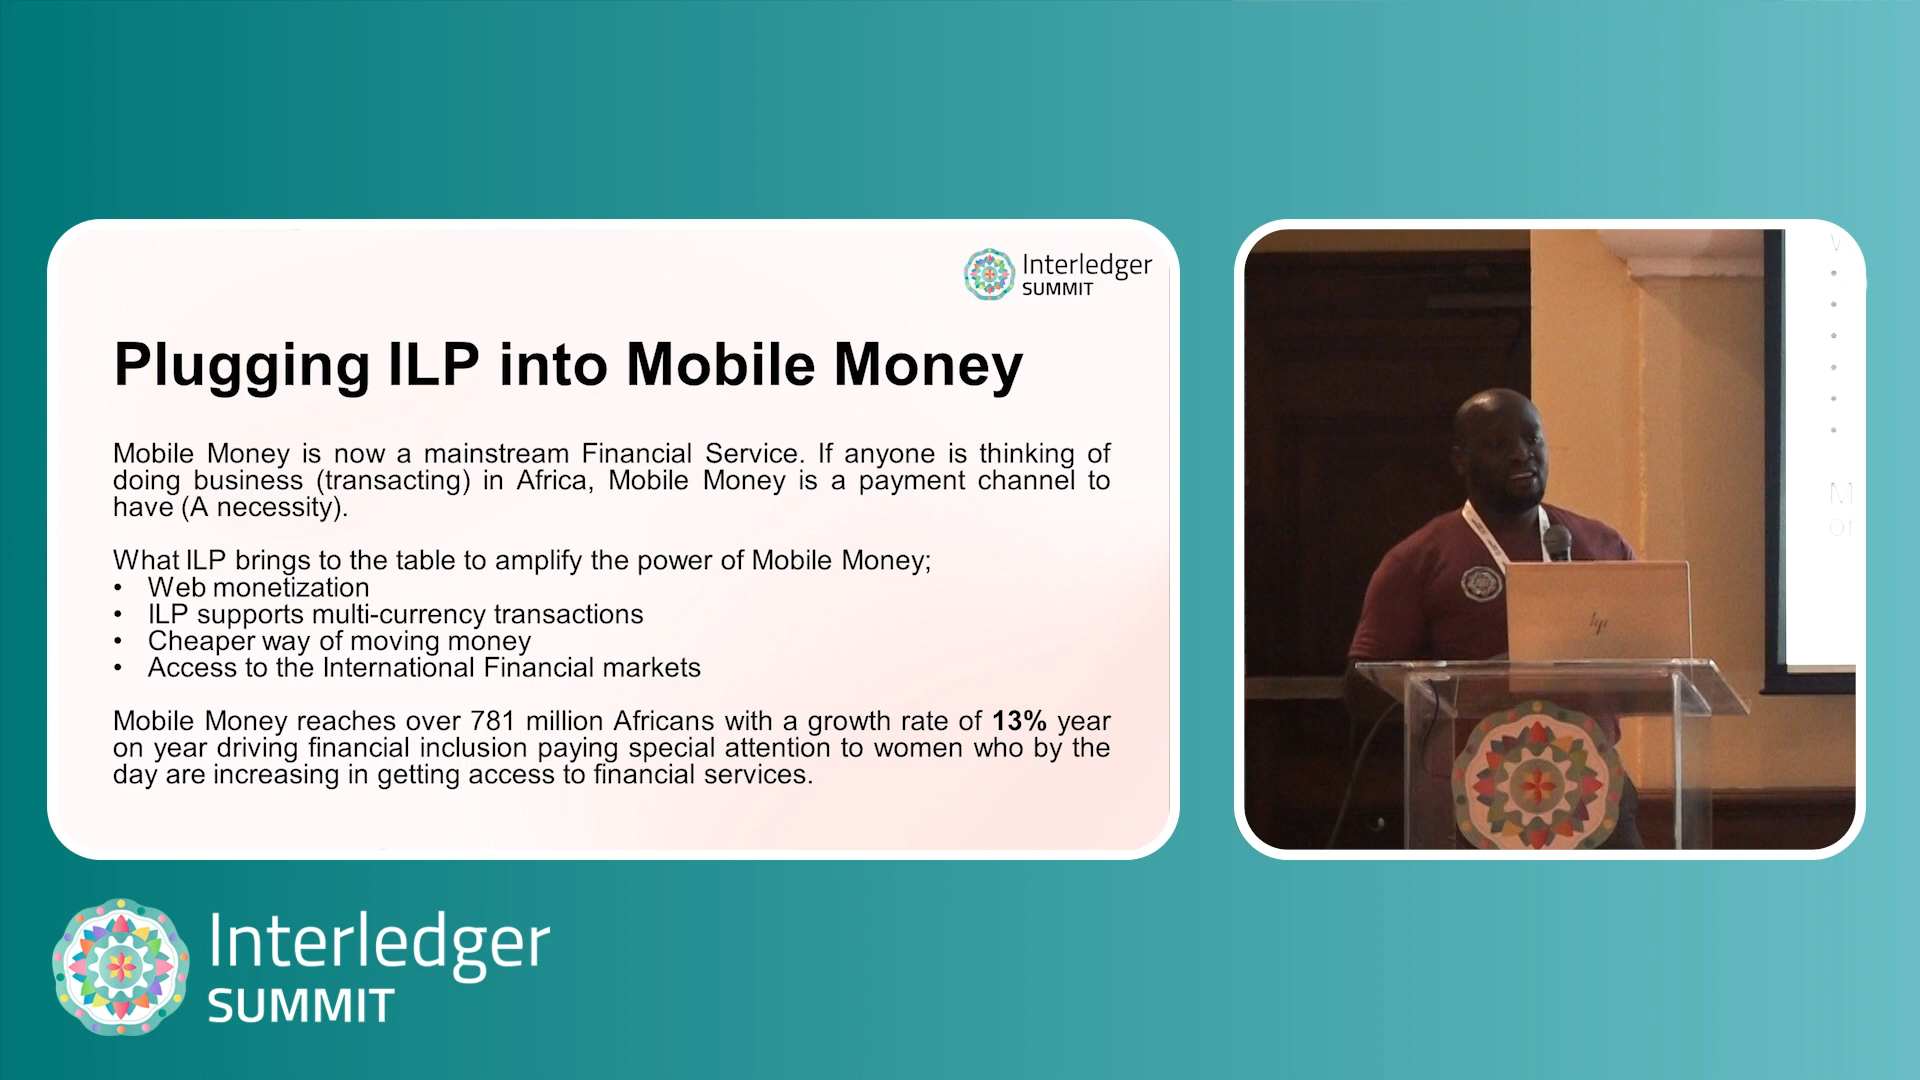 Interledger
SUMMIT
Plugging ILP into Mobile Money
Mobile Money is now a mainstream Financial Service. If anyone is thinking of
doing business (transacting) in Africa, Mobile Money is a payment channel to
have (A necessity).
What ILP brings to the table to amplify the power of Mobile Money;
• Web monetization
• ILP supports multi-currency transactions
• Cheaper way of moving money
• Access to the International Financial markets
Mobile Money reaches over 781 million Africans with a growth rate of 13% year
on year driving financial inclusion paying special attention to women who by the
day are increasing in getting access to financial services.
hp
Interledger
SUMMIT